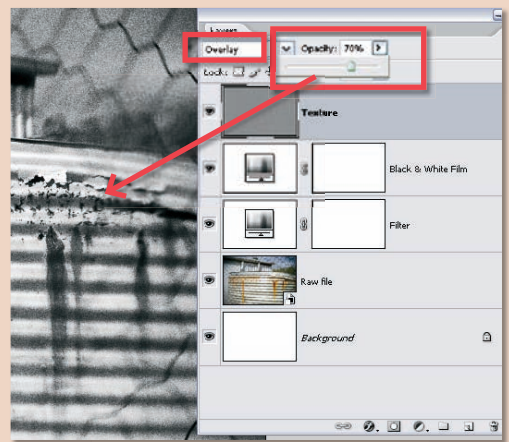 Layers
Overlay Opacity: 70%
Lock:
Texture
Black & White Film
Filter
Raw file
Background